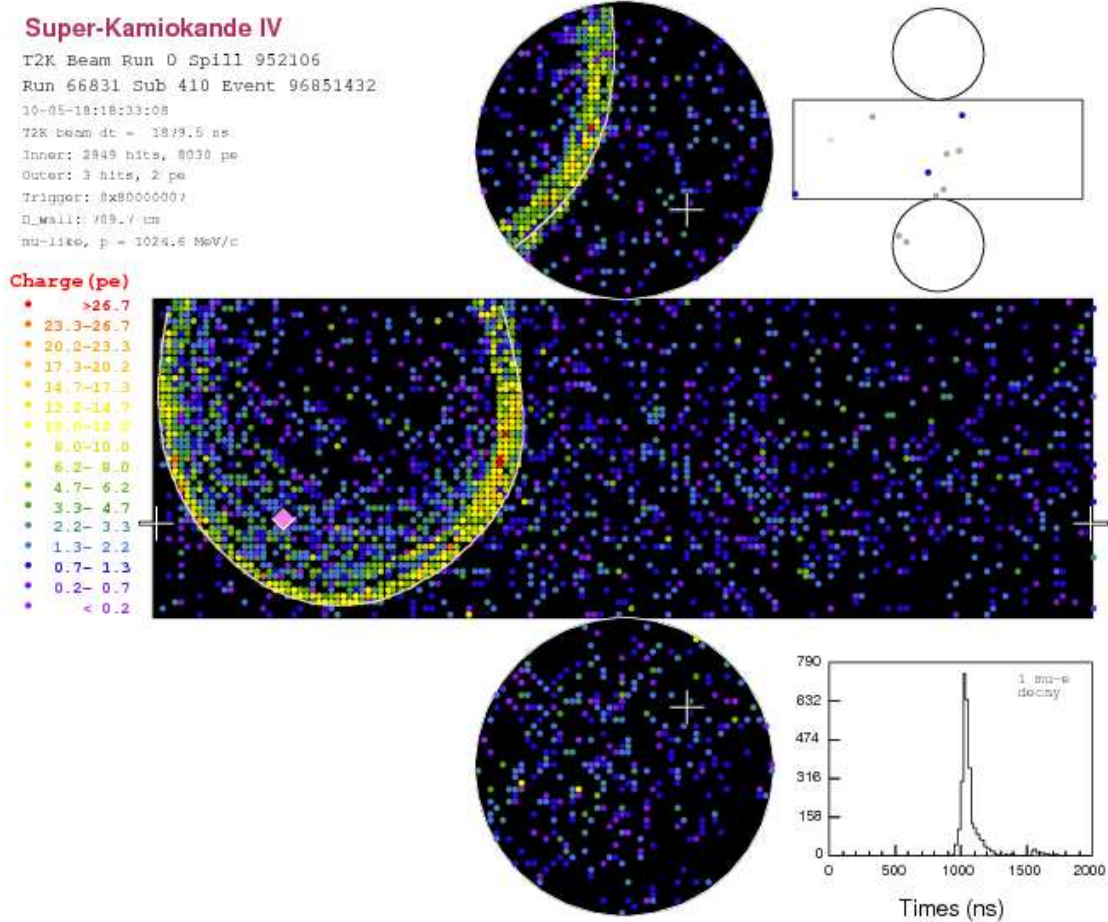 Super-Kamiokande IV
T2K Beam Run 0 Spill 952106
Run 66831 Sub 410 Event 96851432
10-05-18:18:33:08
T2K beam dt = 1879.5 ns
Inner: 2849 hits, 8030 pe
Outer: 3 hits, 2 pe
Trigger: 0x80000007
D_wall: 709.7 cm
mu-like, p = 1024.6 MeV/c
Charge(pe)
>26.7
23.3-26.7
20.2-23.3
17.3-20.2
14.7-17.3
12.2-14.7
10.0-12.2
8.0-10.0
6.2- 8.0
4.7- 6.2
3.3- 4.7
2.2- 3.3
1.3- 2.2
0.7- 1.3
0.2- 0.7
< 0.2
790
632
474
316
158
0
1 mu-e
decay
0
500
1000
1500
2000
Times (ns)